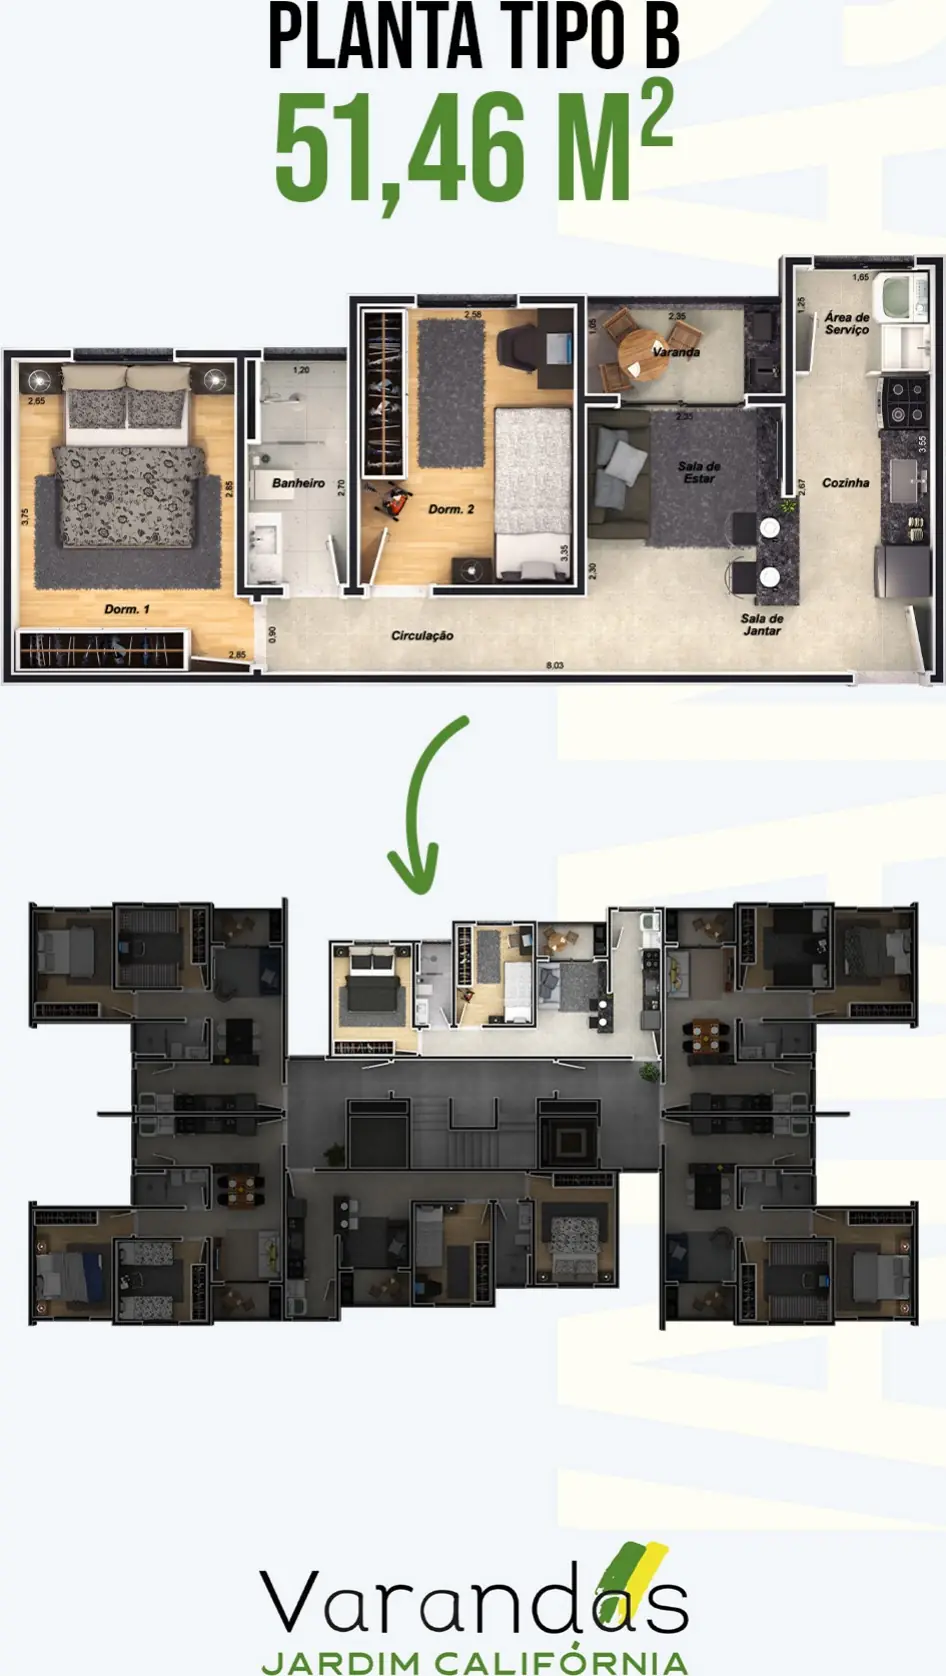 PLANTA TIPO B
51,46 M²
1,65
1,25
Área de
Serviço
2,56
2,35
1,05
Varanda
1,20
2,65
2,35
Sala de
Estar
3,55
2,85
Banheiro
2,70
2,67
Cozinha
3,75
Dorm. 2
3,35
2,30
Dorm. 1
0,90
Circulação
Sala de
Jantar
2,85
8,03
Varandas
JARDIM CALIFÓRNIA